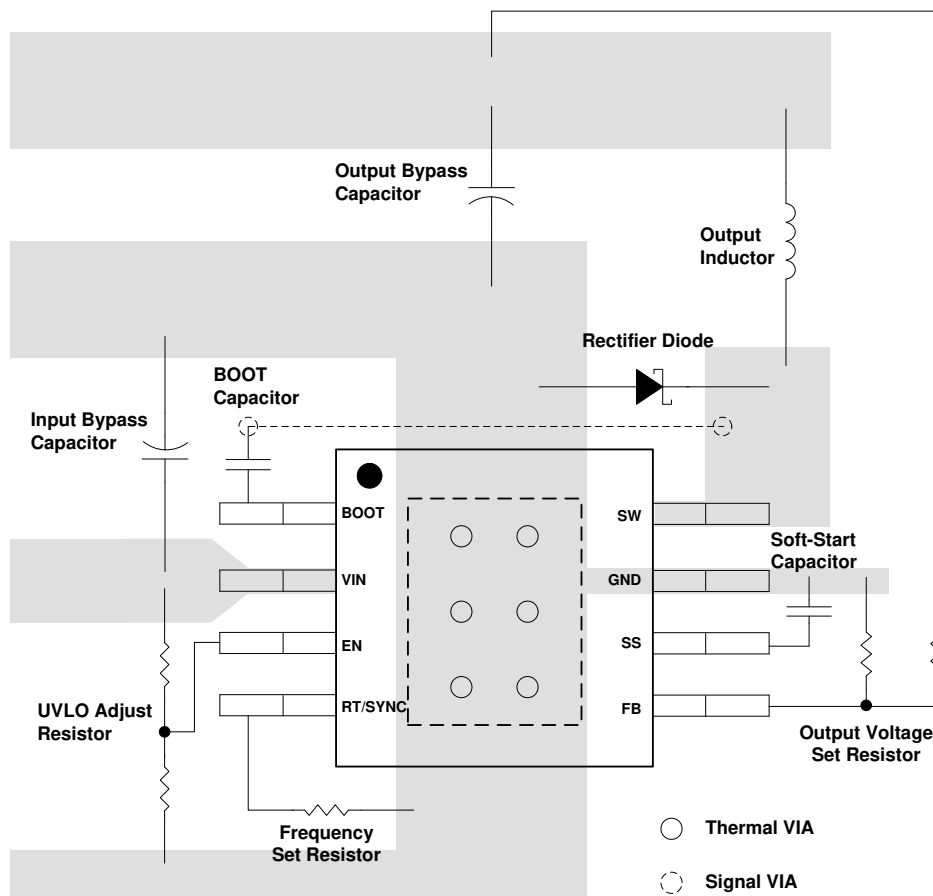 Output Bypass
Capacitor
Output
Inductor
Rectifier Diode
BOOT
Capacitor
Input Bypass
Capacitor
BOOT
SW
Soft-Start
Capacitor
VIN
GND
EN
SS
RT/SYNC
FB
UVLO Adjust
Resistor
Output Voltage
Set Resistor
Frequency
Set Resistor
Thermal VIA
Signal VIA